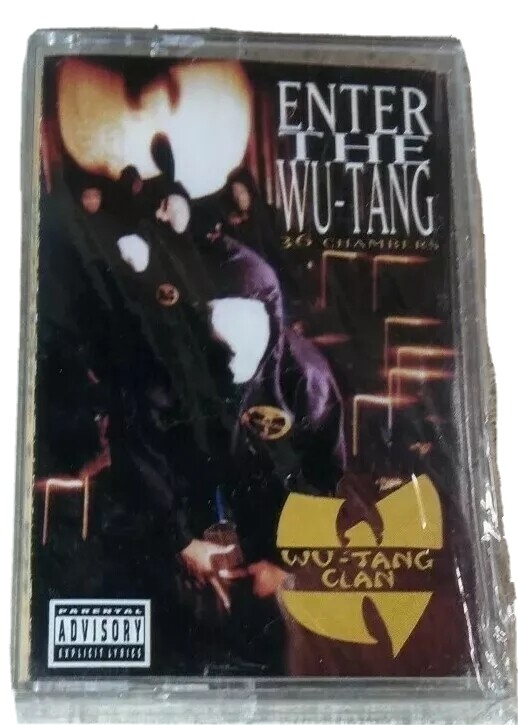 ENTER
THE
WU-TANG
36 CHAMBERS
WU-TANG
CLAN
PARENTAL
ADVISORY
EXPLICIT LYRICS